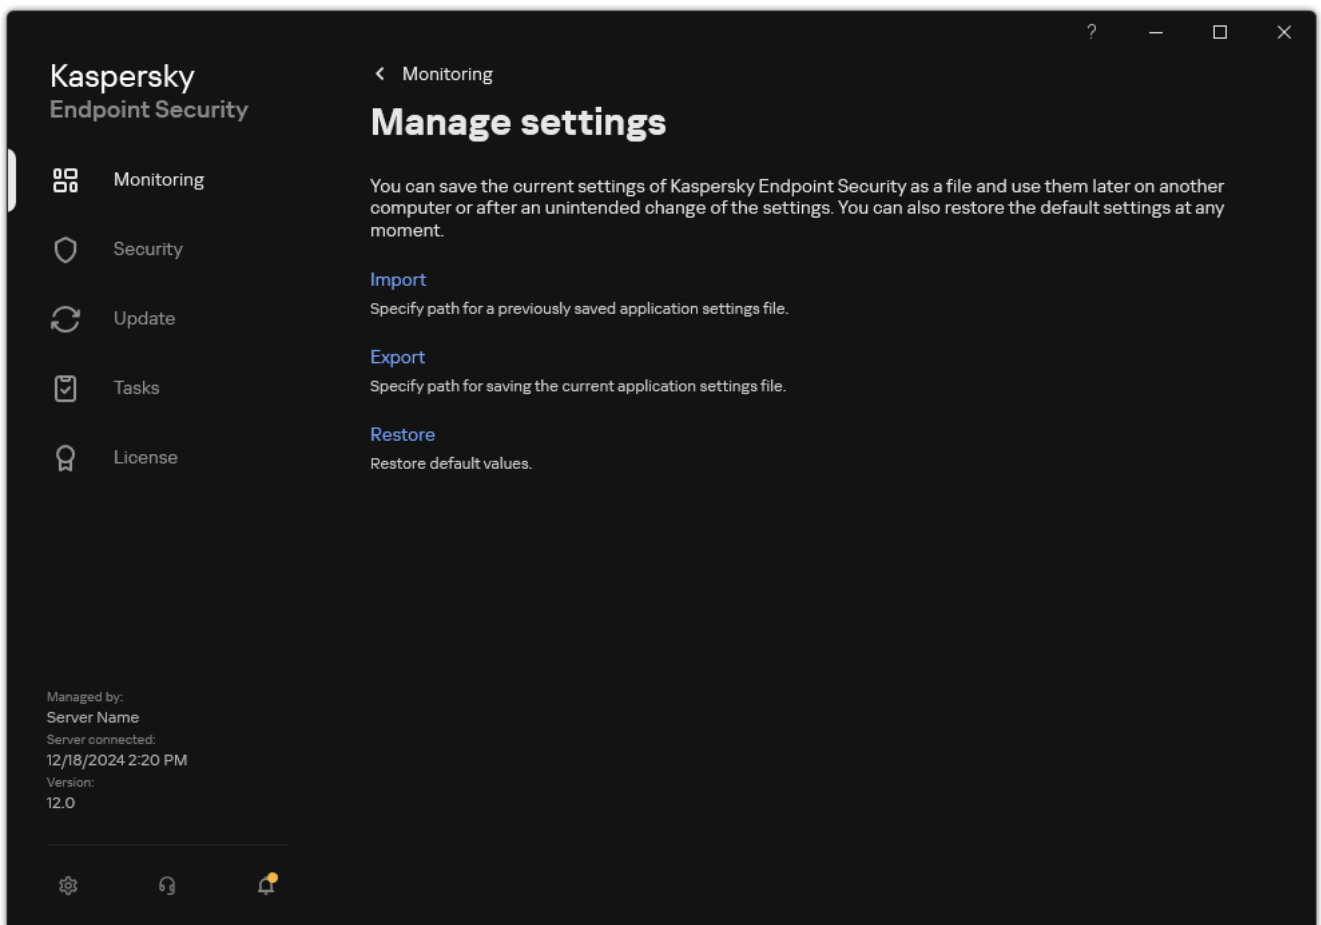 ?
Kaspersky
Endpoint Security
Monitoring
Security
Update
Tasks
License
Managed by:
Server Name
Server connected:
12/18/2024 2:20 PM
Version:
12.0
Monitoring
Manage settings
You can save the current settings of Kaspersky Endpoint Security as a file and use them later on another
computer or after an unintended change of the settings. You can also restore the default settings at any
moment.
Import
Specify path for a previously saved application settings file.
Export
Specify path for saving the current application settings file.
Restore
Restore default values.